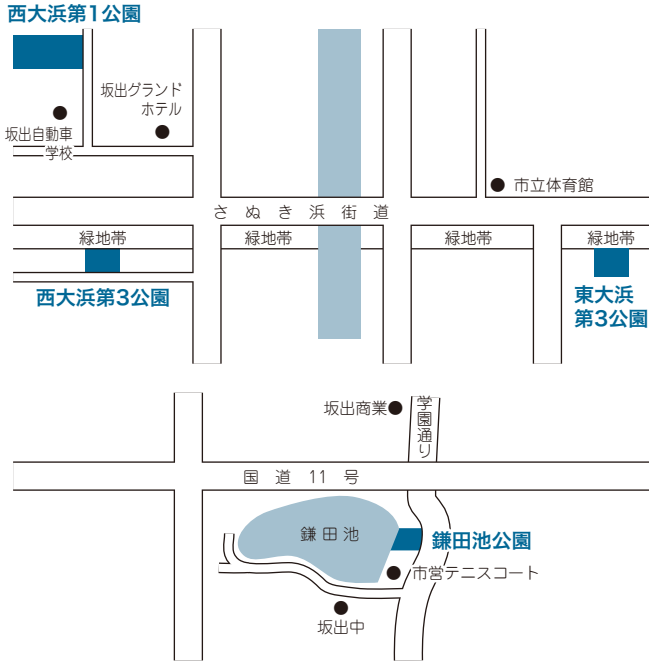 西大浜第1公園
坂出グランド
ホテル
坂出自動車
学校
市立体育館
さぬき浜街道
緑地帯
緑地帯
緑地帯
緑地帯
西大浜第3公園
東大浜
第3公園
坂出商業
学園通り
国道11号
鎌田池
鎌田池公園
市営テニスコート
坂出中